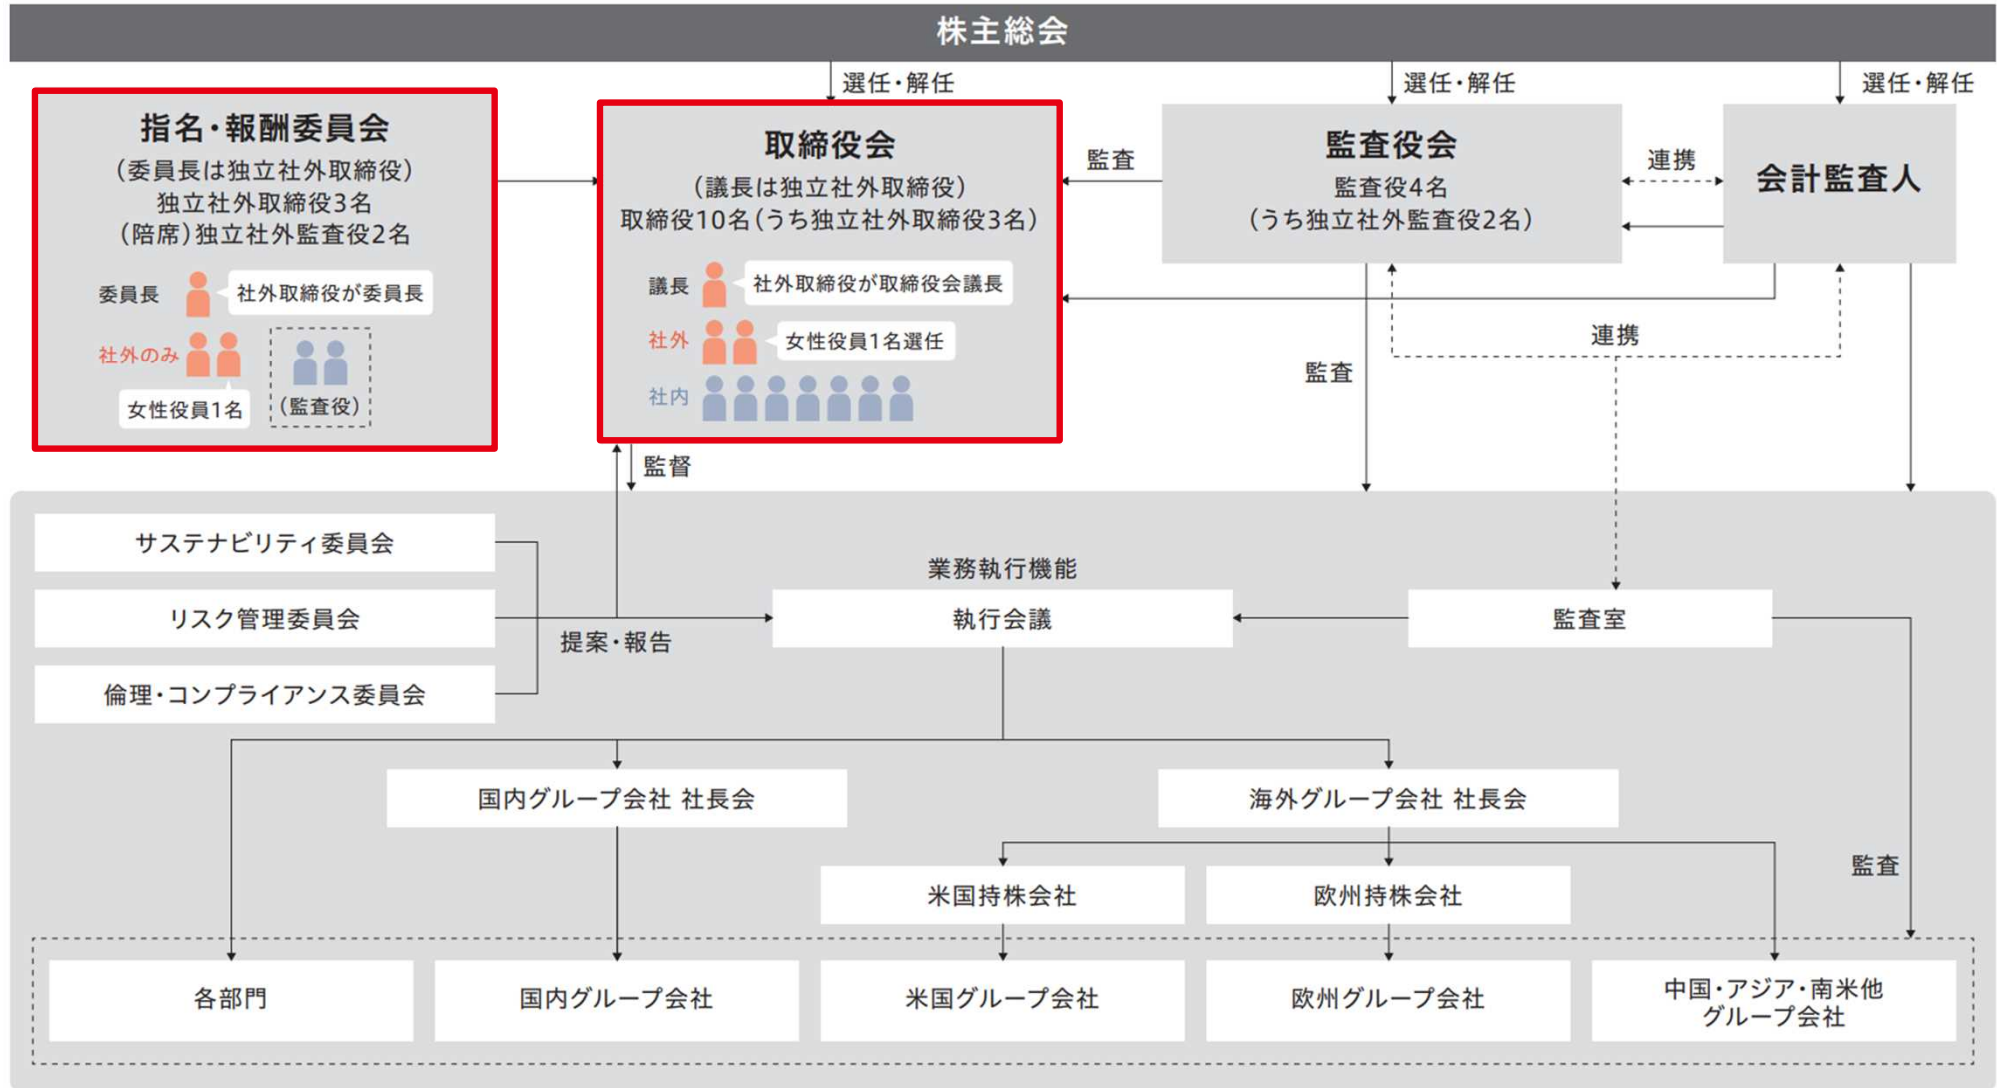 株主総会
選任・解任
選任・解任
選任・解任
指名・報酬委員会
(委員長は独立社外取締役)
独立社外取締役3名
(陪席)独立社外監査役2名
委員長
社外取締役が委員長
社外のみ
女性役員1名
(監査役)
取締役会
(議長は独立社外取締役)
取締役10名(うち独立社外取締役3名)
議長
社外取締役が取締役会議長
社外
女性役員1名選任
社内
監査
監査役会
監査役4名
(うち独立社外監査役2名)
連携
会計監査人
連携
監査
監督
サステナビリティ委員会
リスク管理委員会
倫理・コンプライアンス委員会
提案・報告
業務執行機能
執行会議
監査室
国内グループ会社 社長会
海外グループ会社 社長会
米国持株会社
欧州持株会社
監査
各部門
国内グループ会社
米国グループ会社
欧州グループ会社
中国・アジア・南米他
グループ会社